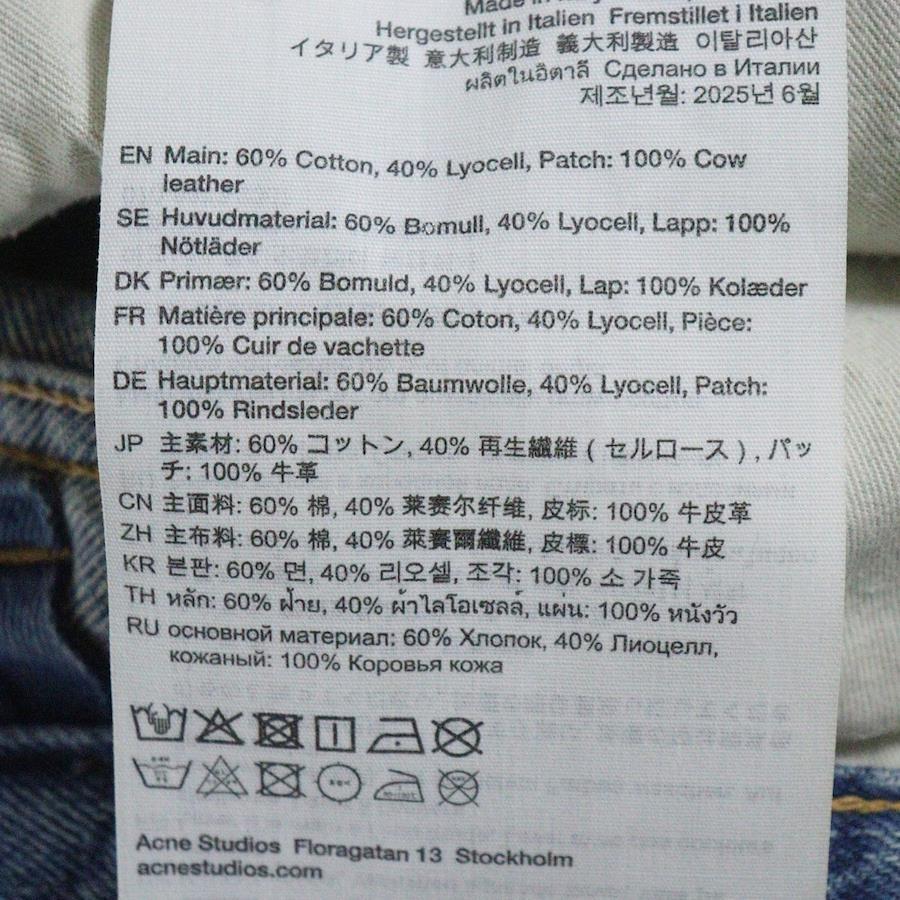 Made in Italy
Hergestellt in Italien Fremstillet i Italien
イタリア製 意大利制造 義大利製造 이탈리아산
ผลิตในอิตาลี Сделано в Италии
제조년월: 2025년 6월
EN Main: 60% Cotton, 40% Lyocell, Patch: 100% Cow
leather
SE Huvudmaterial: 60% Bomull, 40% Lyocell, Lapp: 100%
Nötläder
DK Primær: 60% Bomuld, 40% Lyocell, Lap: 100% Kolæder
FR Matière principale: 60% Coton, 40% Lyocell, Pièce:
100% Cuir de vachette
DE Hauptmaterial: 60% Baumwolle, 40% Lyocell, Patch:
100% Rindsleder
JP 主素材: 60% コットン, 40% 再生繊維 ( セルロース ) , パッ
チ: 100% 牛革
CN 主面料: 60% 棉, 40% 莱赛尔纤维, 皮标: 100% 牛皮革
ZH 主布料: 60% 棉, 40% 萊賽爾纖維, 皮標: 100% 牛皮
KR 본판: 60% 면, 40% 리오셀, 조각: 100% 소 가죽
TH หลัก: 60% ฝ้าย, 40% ผ้าไลโอเซลล์, แผ่น: 100% หนังวัว
RU основной материал: 60% Хлопок, 40% Лиоцелл,
кожаный: 100% Коровья кожа
Acne Studios Floragatan 13 Stockholm
acnestudios.com